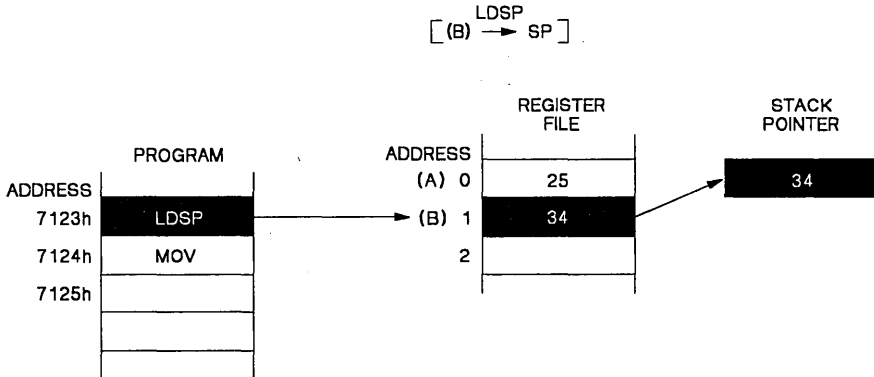 LDSP
[(B) → SP]
REGISTER FILE
STACK POINTER
PROGRAM
ADDRESS
ADDRESS
(A) 0 25
34
7123h LDSP
(B) 1 34
7124h MOV
2
7125h